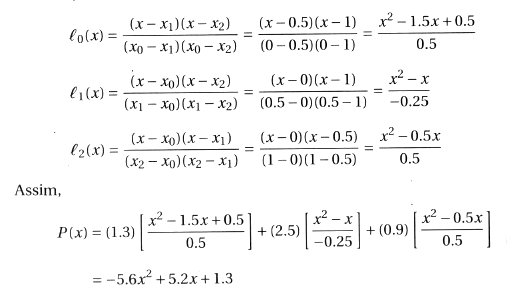 ℓ₀(x) = (x − x₁)(x − x₂) / (x₀ − x₁)(x₀ − x₂) = (x − 0.5)(x − 1) / (0 − 0.5)(0 − 1) = x² − 1.5x + 0.5 / 0.5
ℓ₁(x) = (x − x₀)(x − x₂) / (x₁ − x₀)(x₁ − x₂) = (x − 0)(x − 1) / (0.5 − 0)(0.5 − 1) = x² − x / −0.25
ℓ₂(x) = (x − x₀)(x − x₁) / (x₂ − x₀)(x₂ − x₁) = (x − 0)(x − 0.5) / (1 − 0)(1 − 0.5) = x² − 0.5x / 0.5
Assim,
P(x) = (1.3) [x² − 1.5x + 0.5 / 0.5] + (2.5) [x² − x / −0.25] + (0.9) [x² − 0.5x / 0.5]
= −5.6x² + 5.2x + 1.3